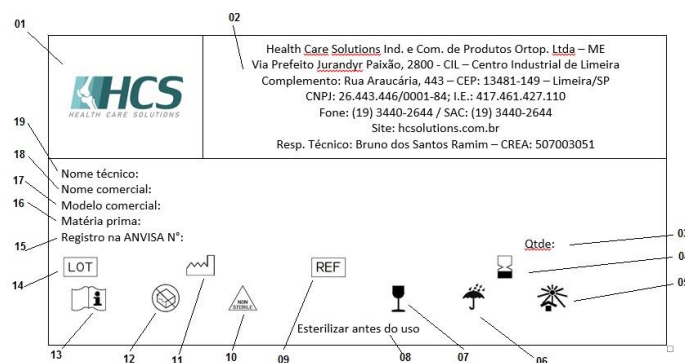 01
02
HCS
HEALTH CARE SOLUTIONS
Health Care Solutions Ind. e Com. de Produtos Ortop. Ltda – ME
Via Prefeito Jurandyr Paixão, 2800 - CIL – Centro Industrial de Limeira
Complemento: Rua Araucária, 443 – CEP: 13481-149 – Limeira/SP
CNPJ: 26.443.446/0001-84; I.E.: 417.461.427.110
Fone: (19) 3440-2644 / SAC: (19) 3440-2644
Site: hcsolutions.com.br
Resp. Técnico: Bruno dos Santos Ramim – CREA: 507003051
19
18
17
16
15
Nome técnico:
Nome comercial:
Modelo comercial:
Matéria prima:
Registro na ANVISA N°:
Qtde:
LOT
REF
14
NON STERILE
Esterilizar antes do uso
13
12
11
10
09
08
07
06